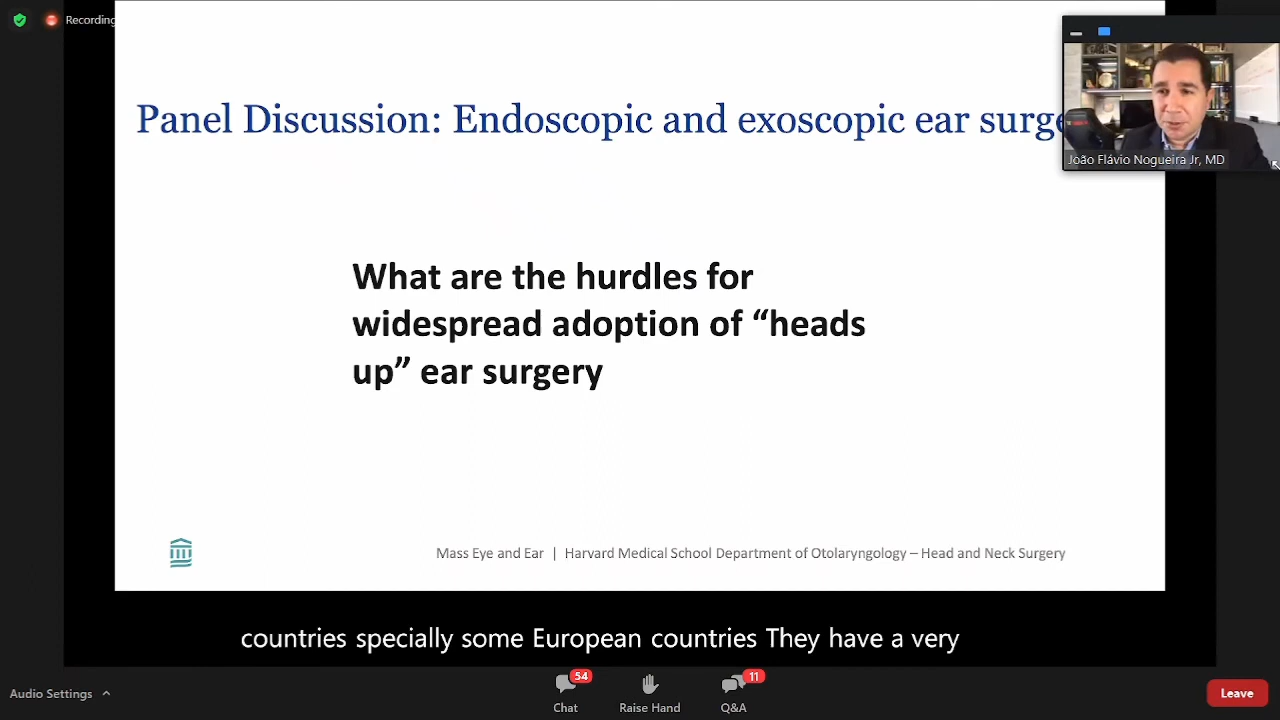 Recording
Panel Discussion: Endoscopic and exoscopic ear surge
João Flávio Nogueira Jr, MD
What are the hurdles for
widespread adoption of “heads
up” ear surgery
Mass Eye and Ear | Harvard Medical School Department of Otolaryngology – Head and Neck Surgery
countries specially some European countries They have a very
Audio Settings
54
Chat
Raise Hand
11
Q&A
Leave